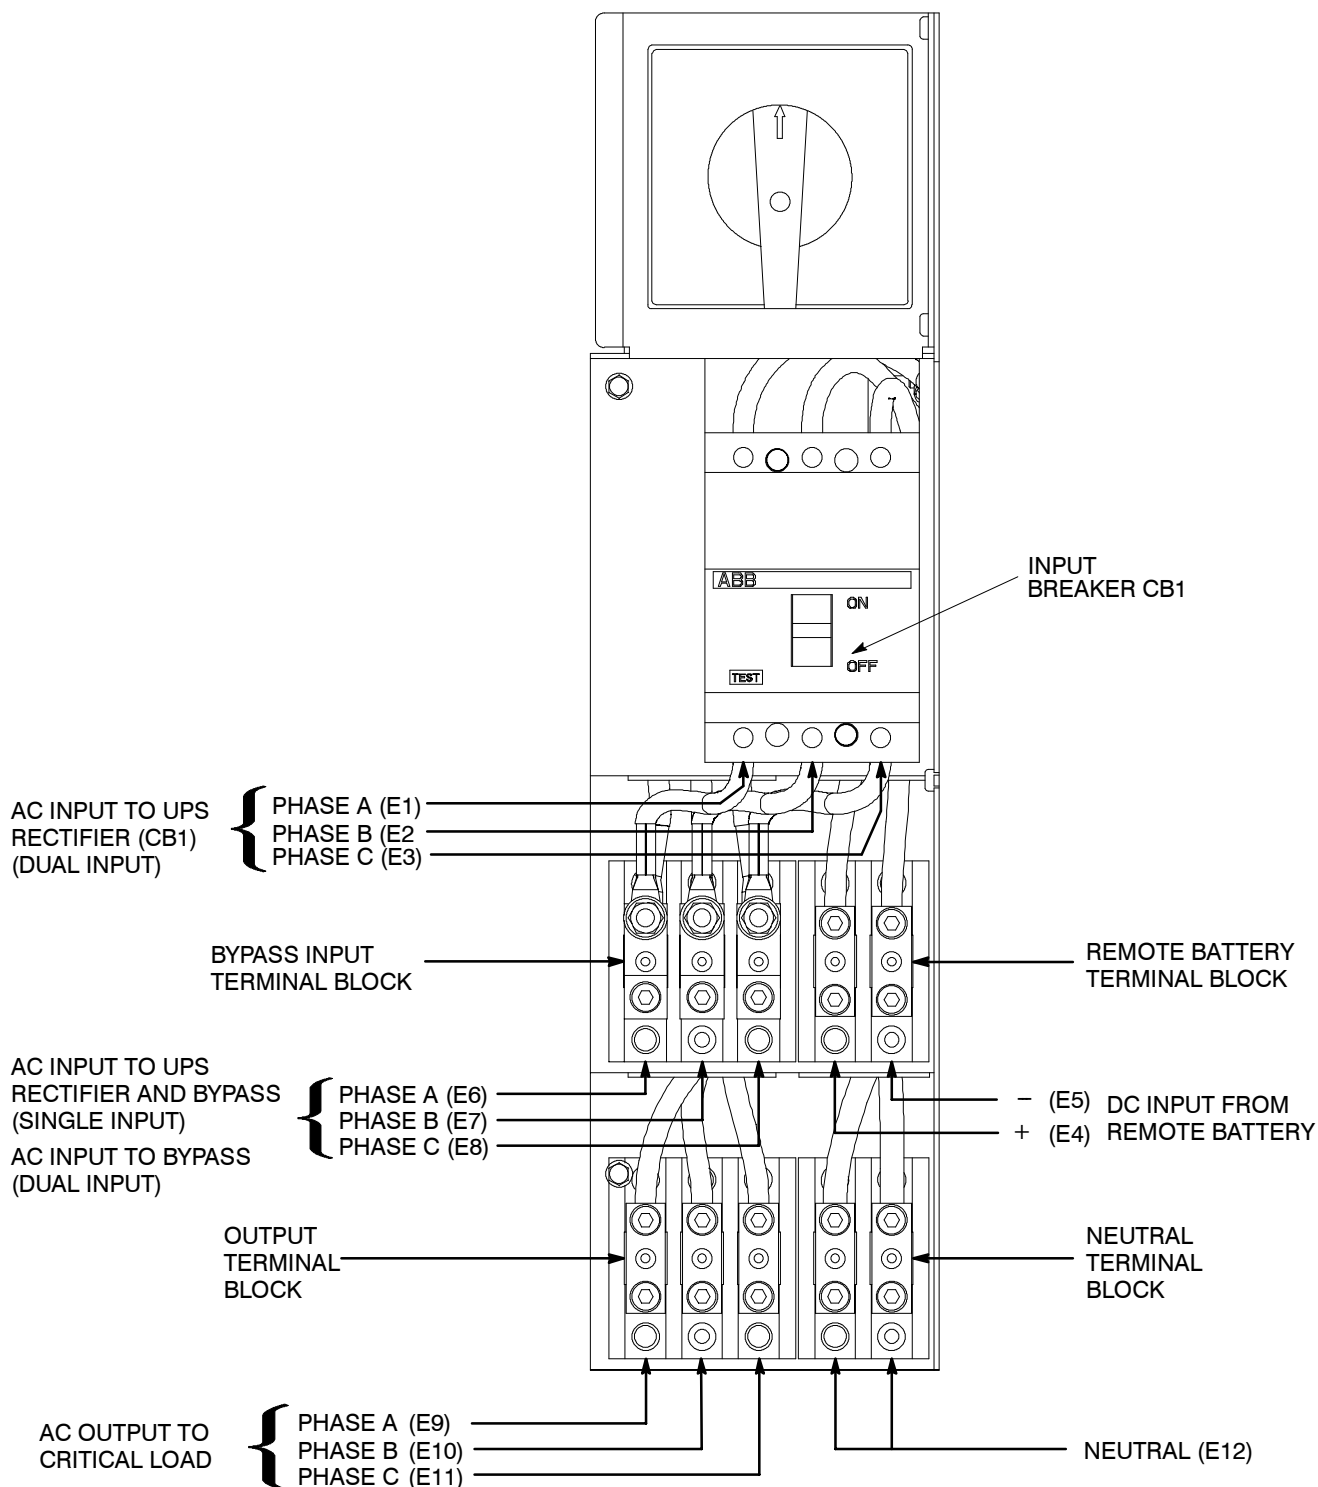 ABB
ON
OFF
TEST
INPUT
BREAKER CB1
AC INPUT TO UPS
RECTIFIER (CB1)
(DUAL INPUT)
PHASE A (E1)
PHASE B (E2
PHASE C (E3)
BYPASS INPUT
TERMINAL BLOCK
REMOTE BATTERY
TERMINAL BLOCK
AC INPUT TO UPS
RECTIFIER AND BYPASS
(SINGLE INPUT)
AC INPUT TO BYPASS
(DUAL INPUT)
PHASE A (E6)
PHASE B (E7)
PHASE C (E8)
− (E5)
+ (E4)
DC INPUT FROM
REMOTE BATTERY
OUTPUT
TERMINAL
BLOCK
NEUTRAL
TERMINAL
BLOCK
AC OUTPUT TO
CRITICAL LOAD
PHASE A (E9)
PHASE B (E10)
PHASE C (E11)
NEUTRAL (E12)